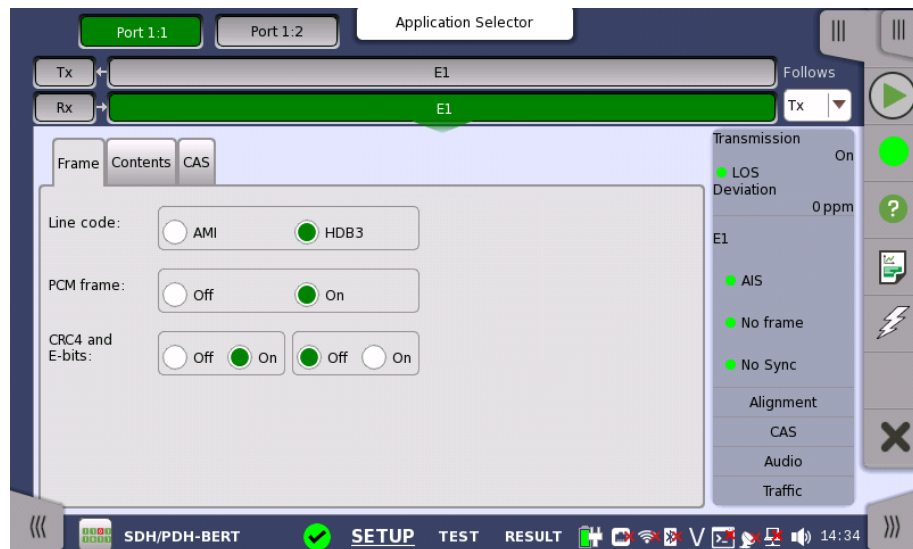 Port 1:1
Port 1:2
Application Selector
Tx
E1
Follows
Rx
E1
Tx
Frame
Contents
CAS
Line code:
AMI
HDB3
PCM frame:
Off
On
CRC4 and
E-bits:
Off
On
Off
On
Transmission
On
LOS
Deviation
0 ppm
E1
AIS
No frame
No Sync
Alignment
CAS
Audio
Traffic
SDH/PDH-BERT
SETUP
TEST
RESULT
V
14:34